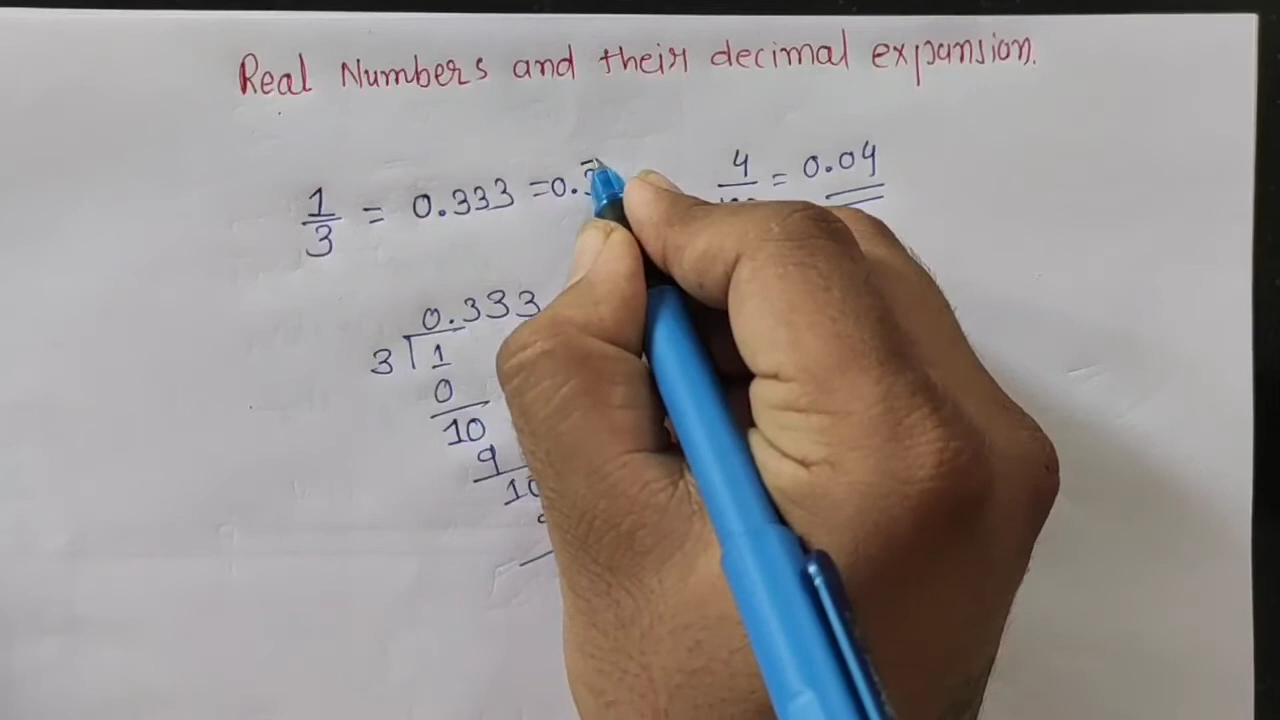 Real Numbers and their decimal expansion.
1/3 = 0.333 = 0.
4/ = 0.04
0.333
3 1
0
10
9
10